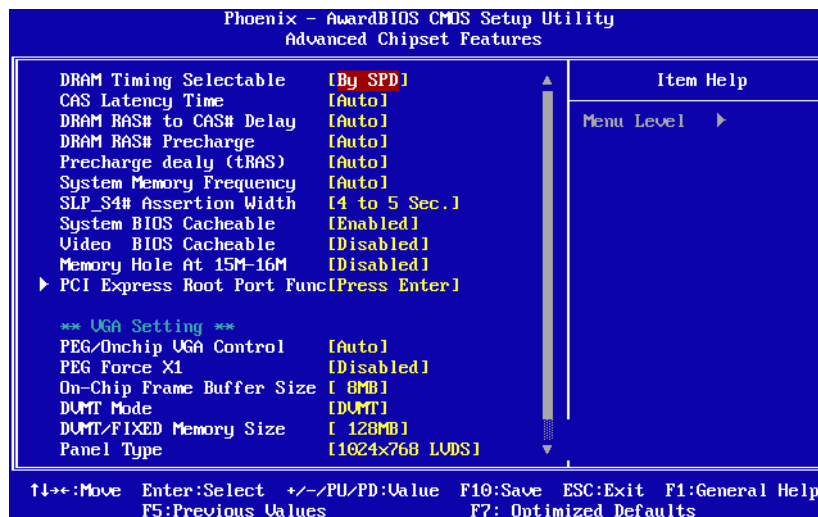 Phoenix - AwardBIOS CMOS Setup Utility
Advanced Chipset Features
DRAM Timing Selectable [By SPD]
Item Help
CAS Latency Time [Auto]
DRAM RAS# to CAS# Delay [Auto]
Menu Level ▶
DRAM RAS# Precharge [Auto]
Precharge dealy (tRAS) [Auto]
System Memory Frequency [Auto]
SLP_S4# Assertion Width [4 to 5 Sec.]
System BIOS Cacheable [Enabled]
Video BIOS Cacheable [Disabled]
Memory Hole At 15M-16M [Disabled]
▶ PCI Express Root Port Func[Press Enter]
** VGA Setting **
PEG/Onchip VGA Control [Auto]
PEG Force X1 [Disabled]
On-Chip Frame Buffer Size [ 8MB]
DVMT Mode [DVMT]
DVMT/FIXED Memory Size [ 128MB]
Panel Type [1024x768 LVDS]
↑↓→←:Move Enter:Select +/-/PU/PD:Value F10:Save ESC:Exit F1:General Help
F5:Previous Values F7: Optimized Defaults